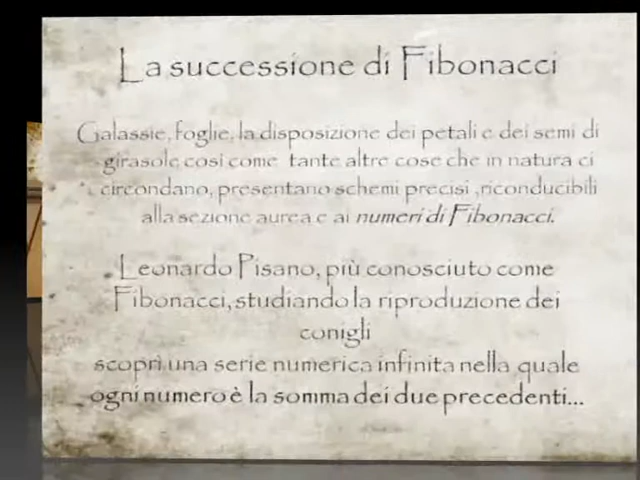 La successione di Fibonacci
Galassie, foglie, la disposizione dei petali e dei semi di
girasole così come tante altre cose che in natura ci
circondano, presentano schemi precisi ,riconducibili
alla sezione aurea e ai numeri di Fibonacci.
Leonardo Pisano, più conosciuto come
Fibonacci, studiando la riproduzione dei
conigli
scoprì una serie numerica infinita nella quale
ogni numero è la somma dei due precedenti...